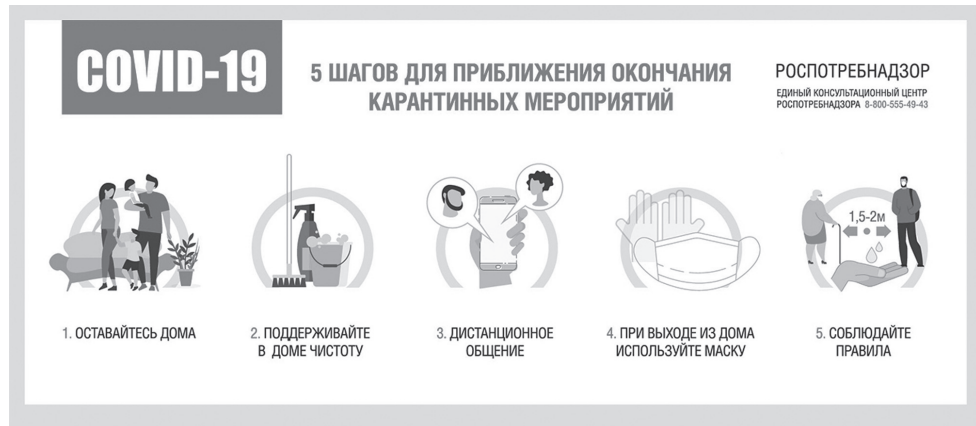 COVID-19
5 ШАГОВ ДЛЯ ПРИБЛИЖЕНИЯ ОКОНЧАНИЯ
КАРАНТИННЫХ МЕРОПРИЯТИЙ
РОСПОТРЕБНАДЗОР
ЕДИНЫЙ КОНСУЛЬТАЦИОННЫЙ ЦЕНТР
РОСПОТРЕБНАДЗОРА 8-800-555-49-43
1,5-2м
1. ОСТАВАЙТЕСЬ ДОМА
2. ПОДДЕРЖИВАЙТЕ
В ДОМЕ ЧИСТОТУ
3. ДИСТАНЦИОННОЕ
ОБЩЕНИЕ
4. ПРИ ВЫХОДЕ ИЗ ДОМА
ИСПОЛЬЗУЙТЕ МАСКУ
5. СОБЛЮДАЙТЕ
ПРАВИЛА